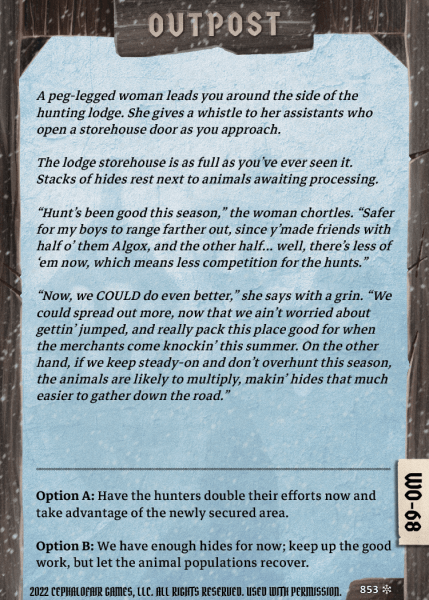 OUTPOST
A peg-legged woman leads you around the side of the
hunting lodge. She gives a whistle to her assistants who
open a storehouse door as you approach.
The lodge storehouse is as full as you’ve ever seen it.
Stacks of hides rest next to animals awaiting processing.
“Hunt’s been good this season,” the woman chortles. “Safer
for my boys to range farther out, since y’made friends with
half o’ them Algox, and the other half... well, there’s less of
‘em now, which means less competition for the hunts.”
“Now, we COULD do even better,” she says with a grin. “We
could spread out more, now that we ain’t worried about
gettin’ jumped, and really pack this place good for when
the merchants come knockin’ this summer. On the other
hand, if we keep steady-on and don’t overhunt this season,
the animals are likely to multiply, makin’ hides that much
easier to gather down the road.”
Option A: Have the hunters double their efforts now and
take advantage of the newly secured area.
Option B: We have enough hides for now; keep up the good
work, but let the animal populations recover.
WO-68
2022 CEPHALOFAIR GAMES, LLC. ALL RIGHTS RESERVED. USED WITH PERMISSION.
853